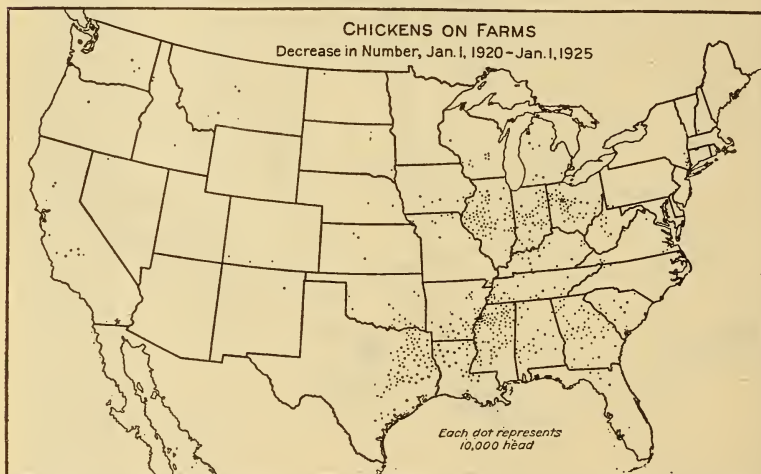 CHICKENS ON FARMS
Decrease in Number, Jan. 1, 1920-Jan. 1, 1925
Each dot represents
10,000 head